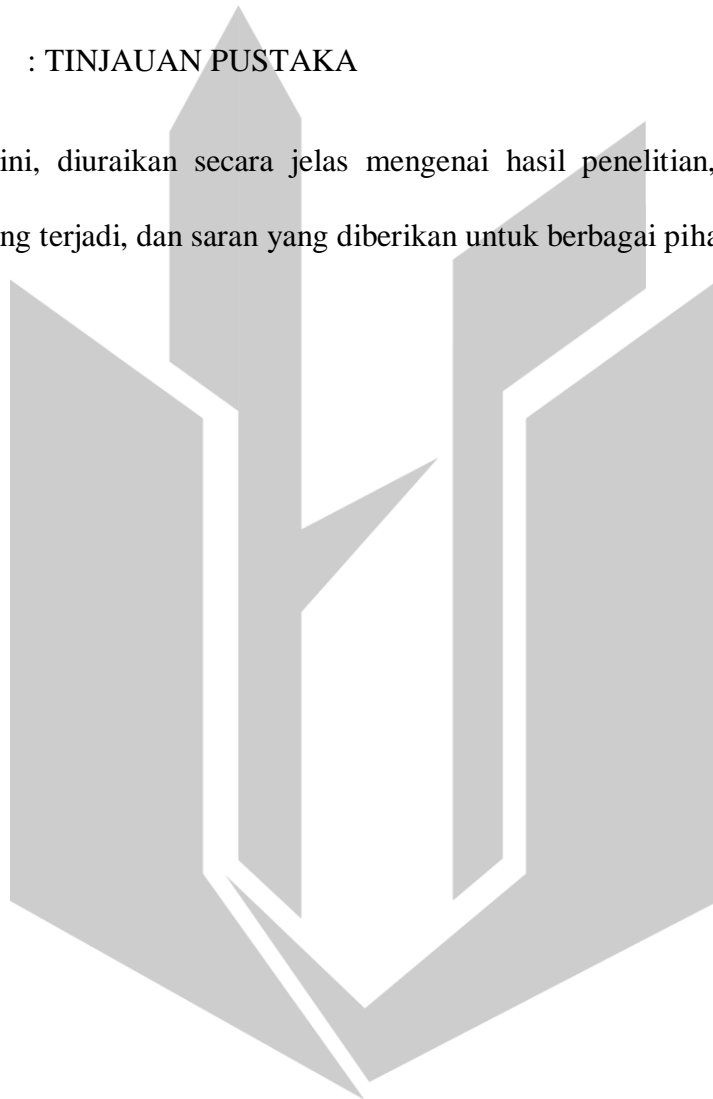 : TINJAUAN PUSTAKA
ini, diuraikan secara jelas mengenai hasil penelitian,
ng terjadi, dan saran yang diberikan untuk berbagai piha